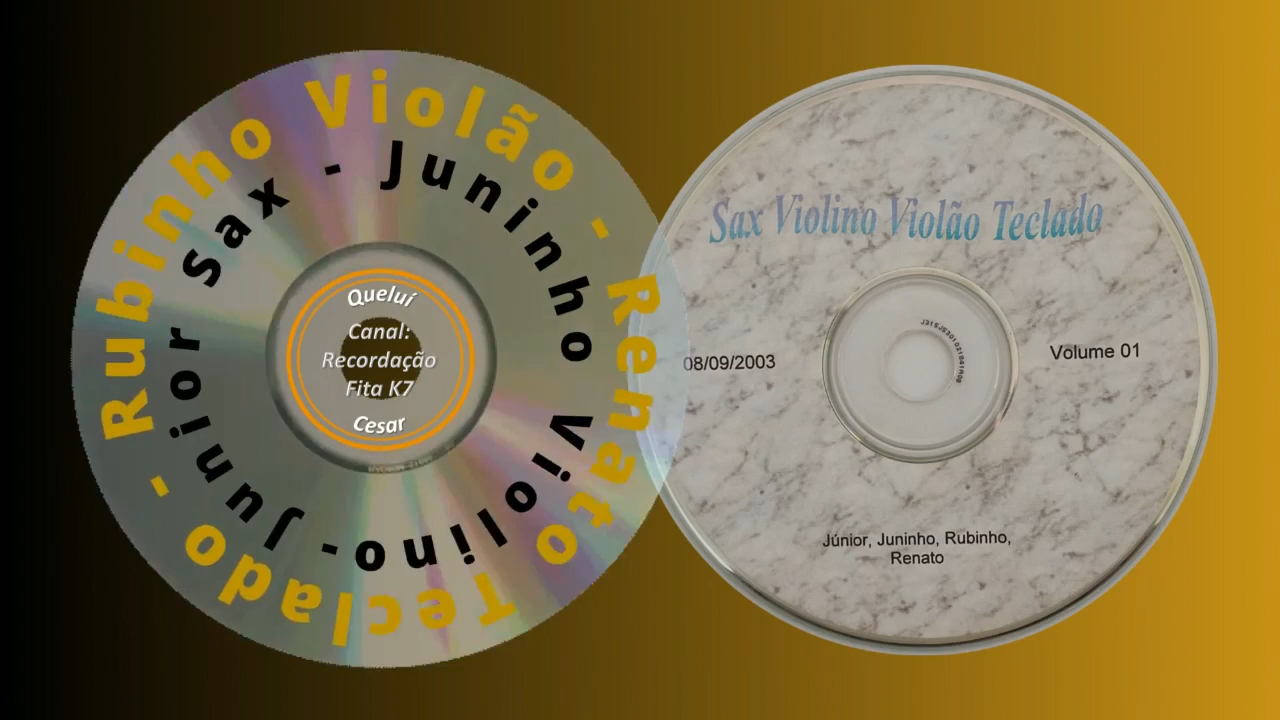 Rubinho Violão - Renato Teclado -
Junior Sax - Juninho Violino-
Queluí
Canal:
Recordação
Fita K7
Cesar
Sax Violino Violão Teclado
08/09/2003
Volume 01
Júnior, Juninho, Rubinho,
Renato